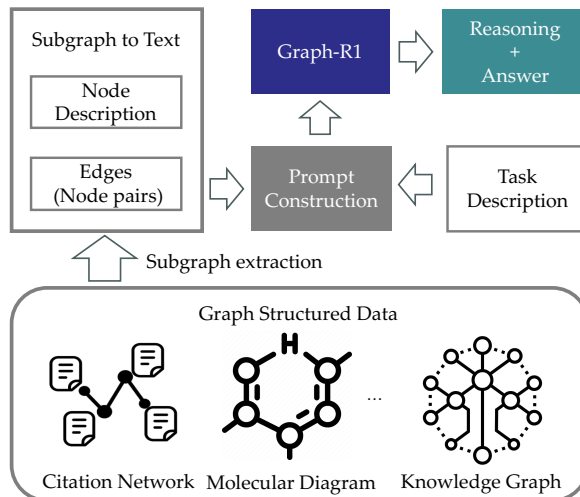 Subgraph to Text
Node
Description
Edges
(Node pairs)
Graph-R1
Reasoning
+
Answer
Prompt
Construction
Task
Description
Subgraph extraction
Graph Structured Data
H
...
Citation Network
Molecular Diagram
Knowledge Graph